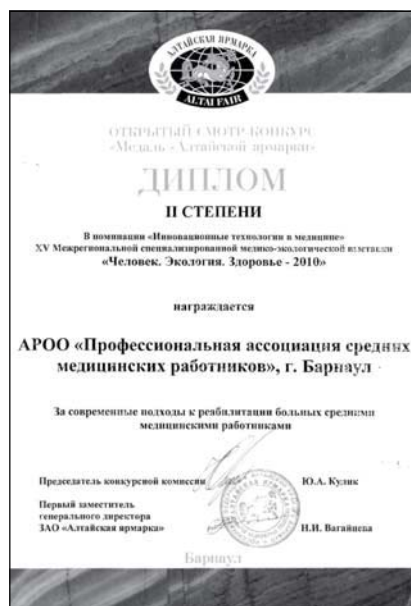 АЛТАЙСКАЯ ЯРМАРКА
ALTAI FAIR
ОТКРЫТЫЙ СМОТР-КОНКУРС
«Медаль «Алтайской ярмарки»
ДИПЛОМ
II СТЕПЕНИ
В номинации «Инновационные технологии в медицине»
XV Межрегиональной специализированной медико-экологической выставки
«Человек. Экология. Здоровье - 2010»
награждается
АРОО «Профессиональная ассоциация средних
медицинских работников», г. Барнаул
За современные подходы к реабилитации больных средними
медицинскими работниками
Председатель конкурсной комиссии Ю.А. Кулик
Первый заместитель
генерального директора
ЗАО «Алтайская ярмарка» Н.И. Вагайцева
Барнаул